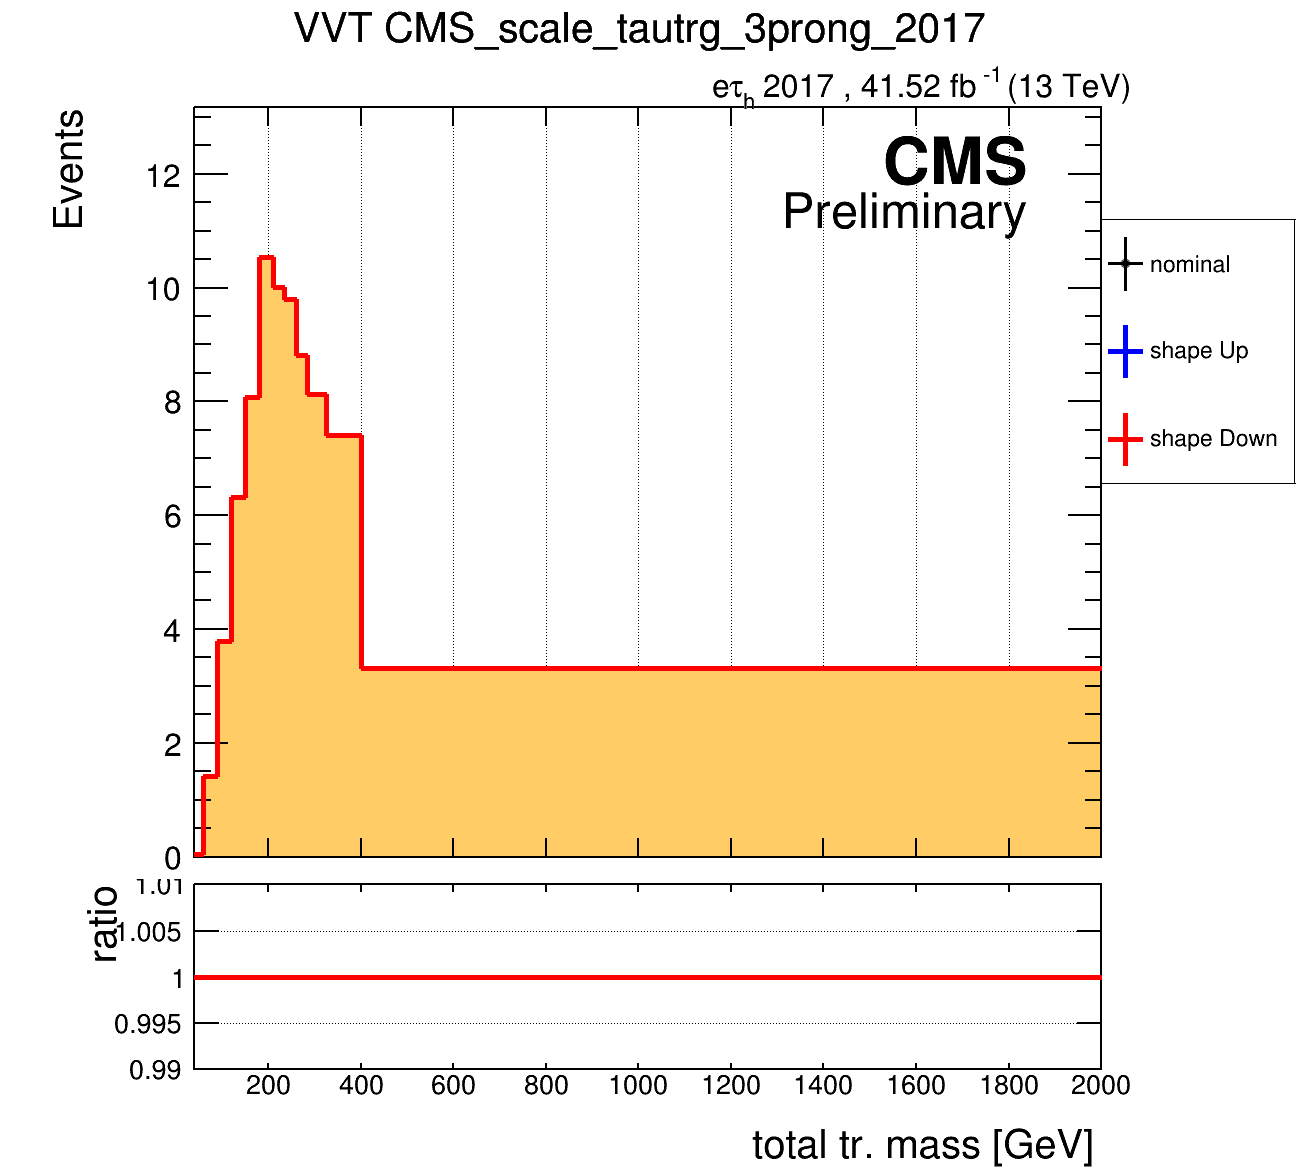 VVT CMS_scale_tautrg_3prong_2017
eτh 2017 , 41.52 fb -1 (13 TeV)
Events
CMS
Preliminary
12
10
8
6
4
2
0
nominal
shape Up
shape Down
ratio
1.01
1.005
1
0.995
0.99
200 400 600 800 1000 1200 1400 1600 1800 2000
total tr. mass [GeV]